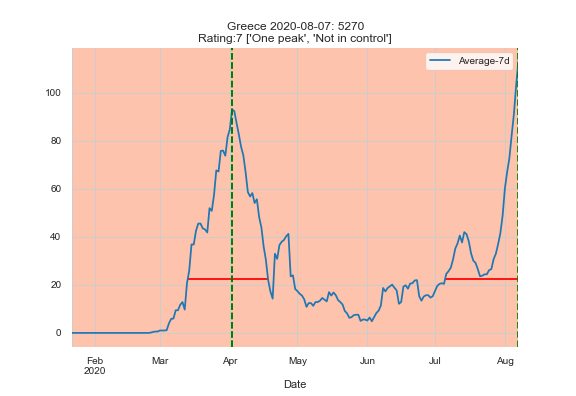 Greece 2020-08-07: 5270
Rating:7 ['One peak', 'Not in control']
Average-7d
100
80
60
40
20
0
Feb
2020
Mar
Apr
May
Jun
Jul
Aug
Date